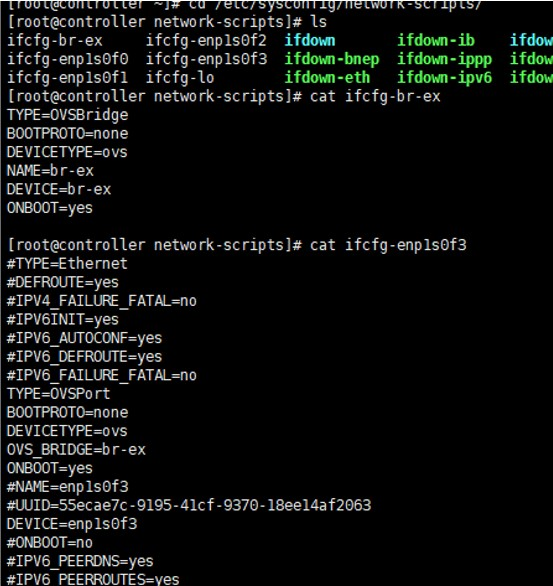 [root@controller ~]# cd /etc/sysconfig/network-scripts/
[root@controller network-scripts]# ls
ifcfg-br-ex ifcfg-enp1s0f2 ifdown ifdown-ib ifdow
ifcfg-enp1s0f0 ifcfg-enp1s0f3 ifdown-bnep ifdown-ippp ifdow
ifcfg-enp1s0f1 ifcfg-lo ifdown-eth ifdown-ipv6 ifdow
[root@controller network-scripts]# cat ifcfg-br-ex
TYPE=OVSBridge
BOOTPROTO=none
DEVICETYPE=ovs
NAME=br-ex
DEVICE=br-ex
ONBOOT=yes
[root@controller network-scripts]# cat ifcfg-enp1s0f3
#TYPE=Ethernet
#DEFROUTE=yes
#IPV4_FAILURE_FATAL=no
#IPV6INIT=yes
#IPV6_AUTOCONF=yes
#IPV6_DEFROUTE=yes
#IPV6_FAILURE_FATAL=no
TYPE=OVSPort
BOOTPROTO=none
DEVICETYPE=ovs
OVS_BRIDGE=br-ex
ONBOOT=yes
#NAME=enp1s0f3
#UUID=55ecae7c-9195-41cf-9370-18ee14af2063
DEVICE=enp1s0f3
#ONBOOT=no
#IPV6_PEERDNS=yes
#IPV6_PEERROUTES=yes